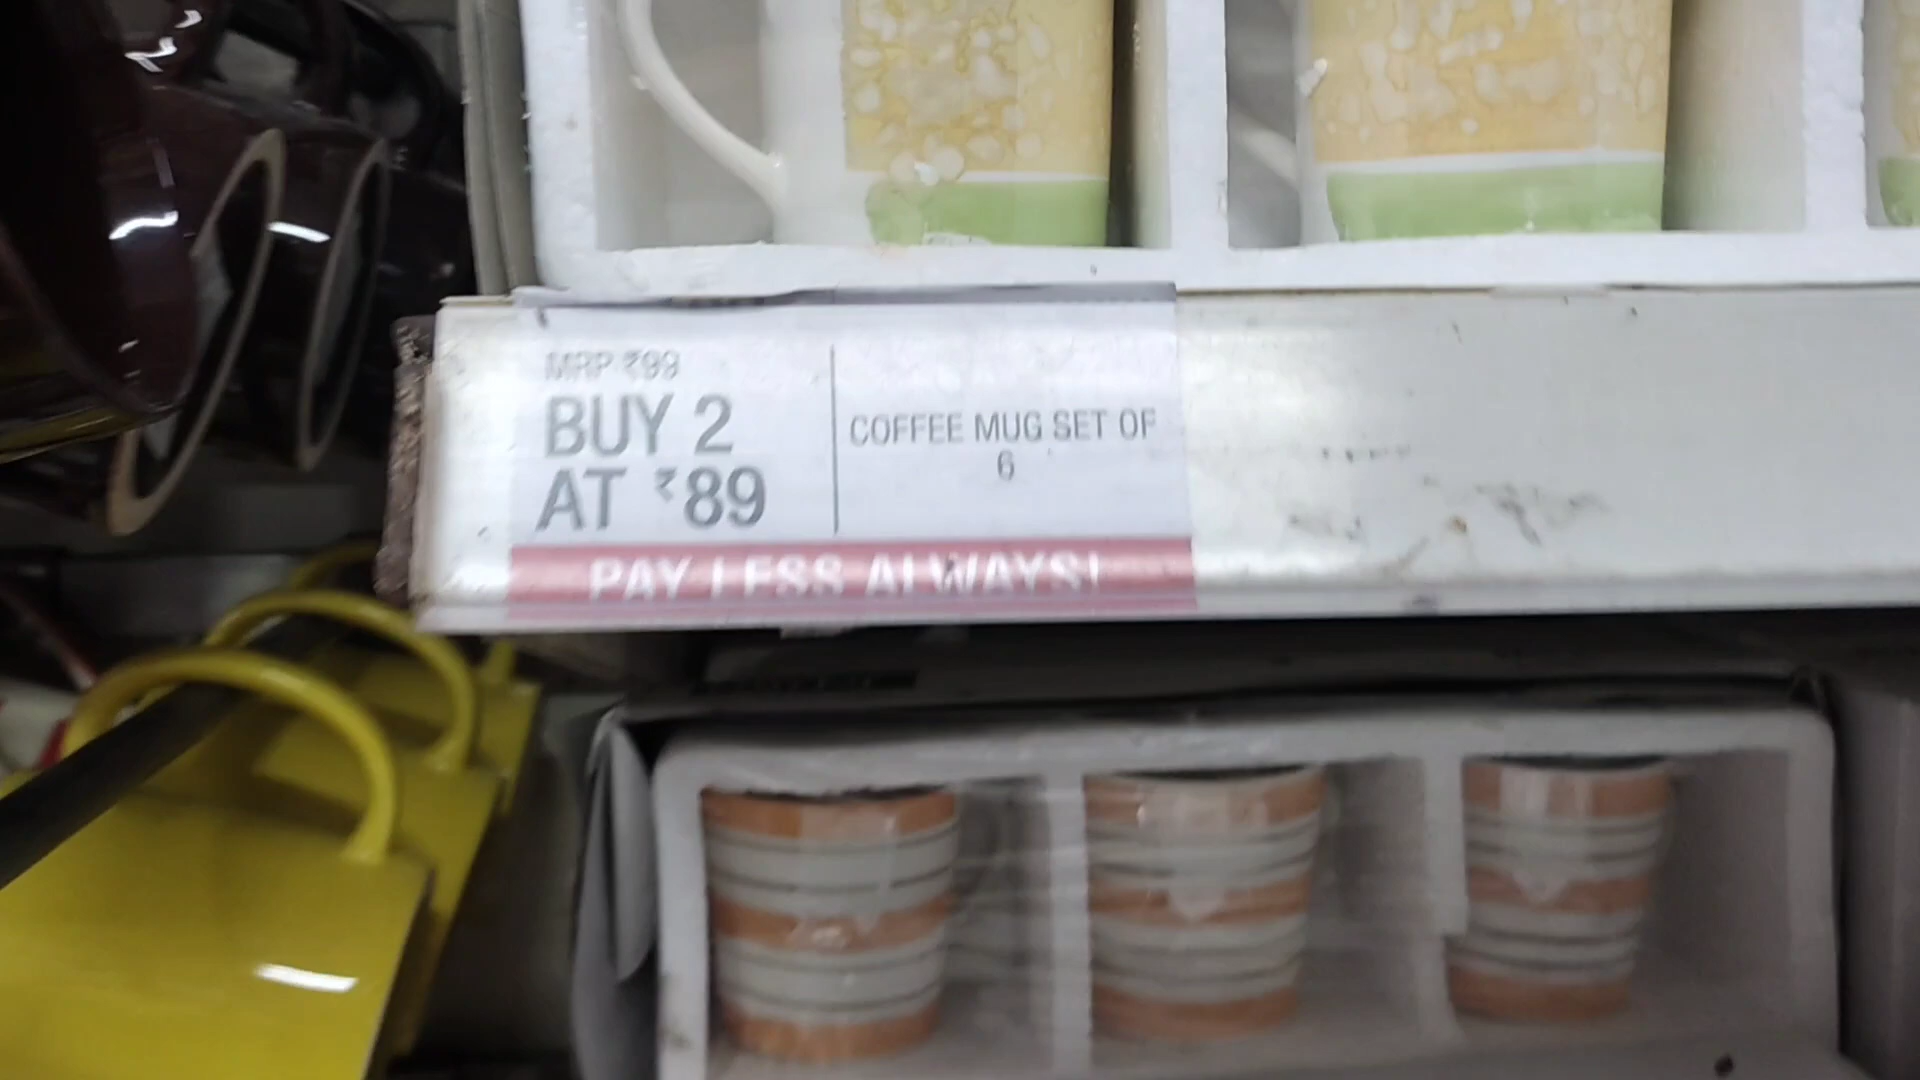 MRP ₹99
BUY 2
AT ₹89
COFFEE MUG SET OF
6
PAY LESS ALWAYS!